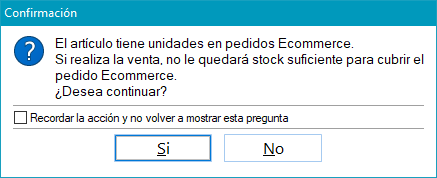 Confirmación
El artículo tiene unidades en pedidos Ecommerce.
Si realiza la venta, no le quedará stock suficiente para cubrir el
pedido Ecommerce.
¿Desea continuar?
Recordar la acción y no volver a mostrar esta pregunta
Si
No